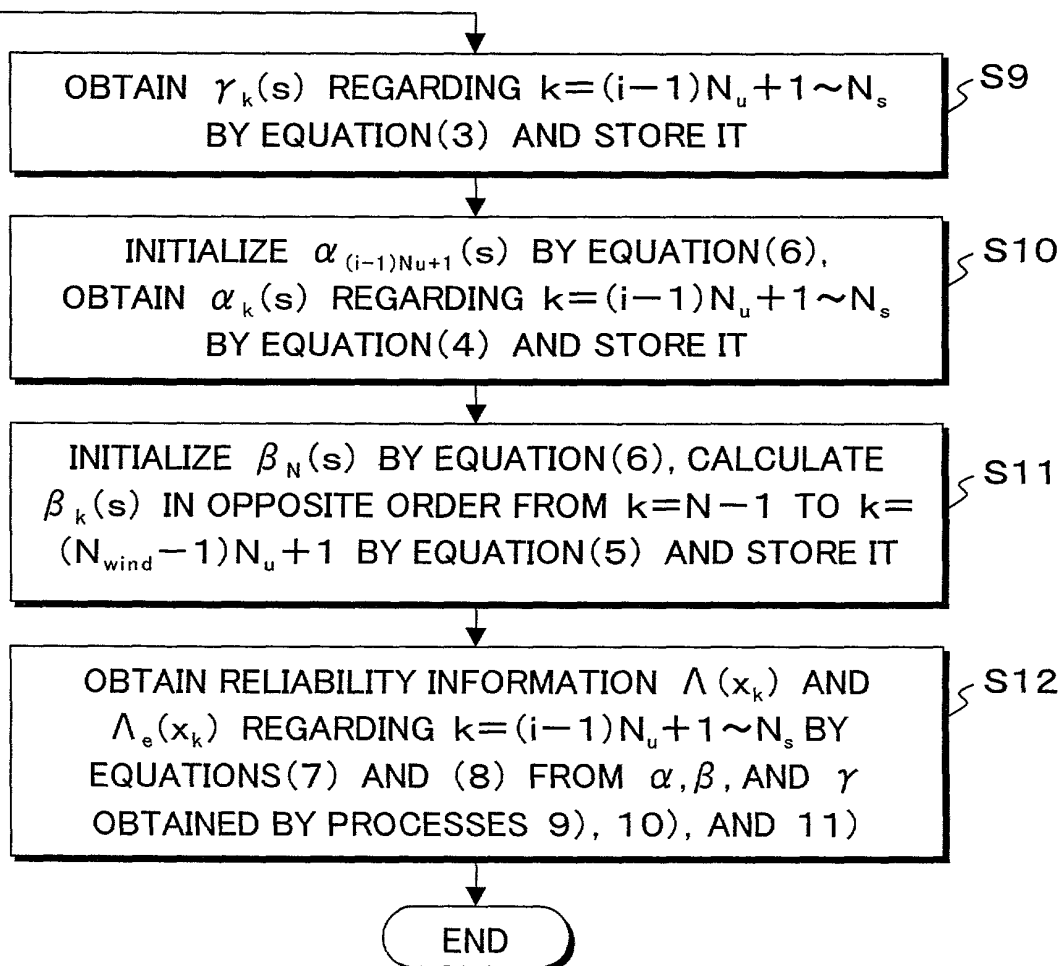 OBTAIN γₖ(s) REGARDING k=(i−1)Nᵤ+1~Nₛ
BY EQUATION(3) AND STORE IT
S9
INITIALIZE α₍ᵢ₋₁₎Nu+1(s) BY EQUATION(6),
OBTAIN αₖ(s) REGARDING k=(i−1)Nᵤ+1~Nₛ
BY EQUATION(4) AND STORE IT
S10
INITIALIZE β_N(s) BY EQUATION(6), CALCULATE
βₖ(s) IN OPPOSITE ORDER FROM k=N−1 TO k=
(N_wind−1)Nᵤ+1 BY EQUATION(5) AND STORE IT
S11
OBTAIN RELIABILITY INFORMATION Λ(xₖ) AND
Λₑ(xₖ) REGARDING k=(i−1)Nᵤ+1~Nₛ BY
EQUATIONS(7) AND (8) FROM α,β, AND γ
OBTAINED BY PROCESSES 9), 10), AND 11)
S12
END